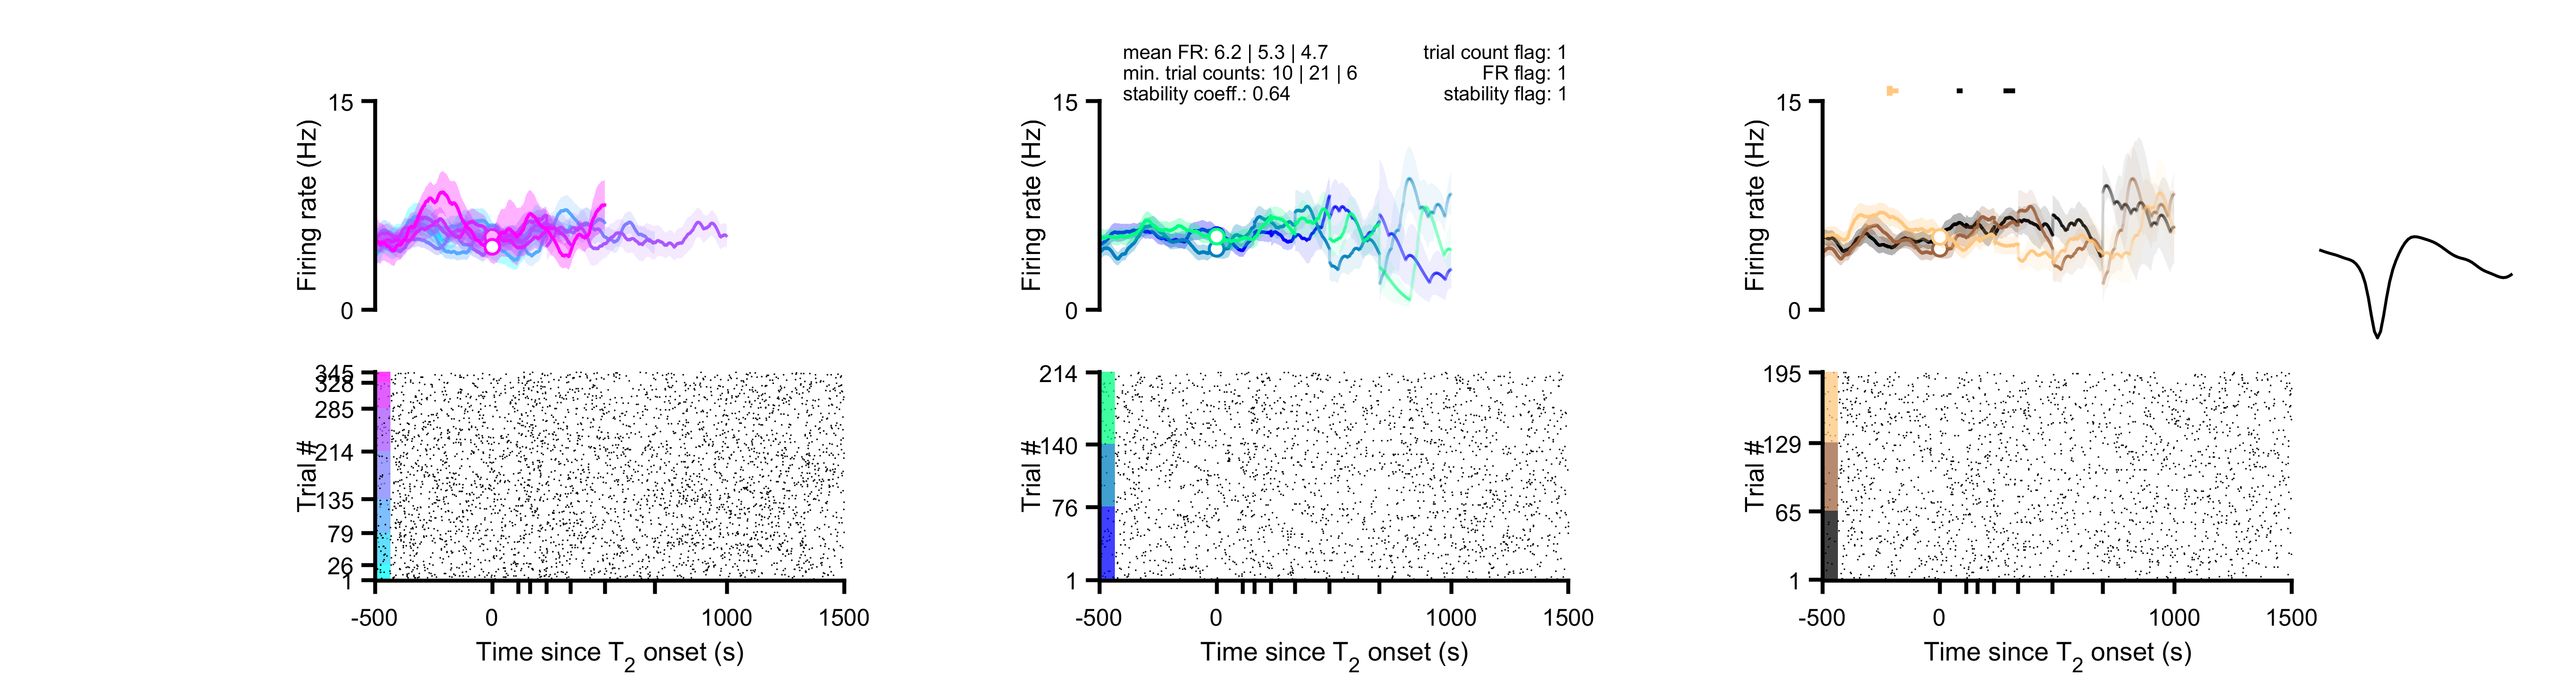 mean FR: 6.2 | 5.3 | 4.7
min. trial counts: 10 | 21 | 6
stability coeff.: 0.64
trial count flag: 1
FR flag: 1
stability flag: 1
15
Firing rate (Hz)
0
15
Firing rate (Hz)
0
15
Firing rate (Hz)
0
345
328
285
214
135
79
26
1
Trial #
-500 0 1000 1500
Time since T2 onset (s)
214
140
76
1
Trial #
-500 0 1000 1500
Time since T2 onset (s)
195
129
65
1
Trial #
-500 0 1000 1500
Time since T2 onset (s)